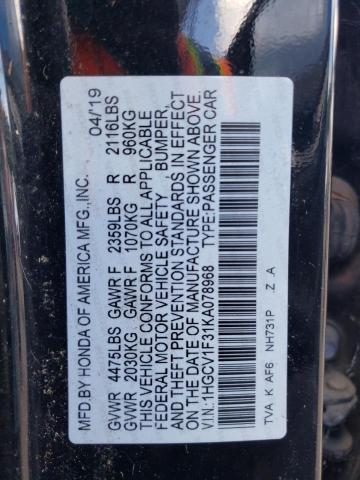 MFD.BY HONDA OF AMERICA MFG.,INC. 04/19
GVWR 4475LBS GAWR F 2359LBS R 2116LBS
GVWR 2030KG GAWR F 1070KG R 960KG
THIS VEHICLE CONFORMS TO ALL APPLICABLE
FEDERAL MOTOR VEHICLE SAFETY BUMPER,
AND THEFT PREVENTION STANDARDS IN EFFECT
ON THE DATE OF MANUFACTURE SHOWN ABOVE.
V.I.N.:1HGCV1F31KA078968 TYPE:PASSENGER CAR
TVA K AF6 NH731P .Z .A